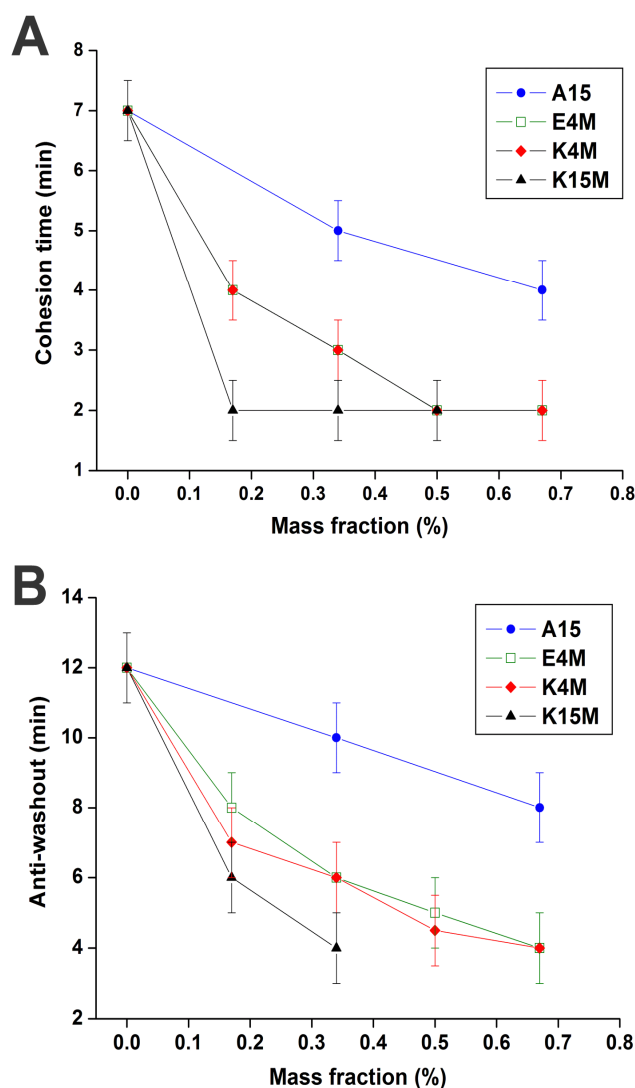 A
8
7
6
5
4
3
2
1
Cohesion time (min)
A15
E4M
K4M
K15M
0.0 0.1 0.2 0.3 0.4 0.5 0.6 0.7 0.8
Mass fraction (%)
B
14
12
10
8
6
4
2
Anti-washout (min)
A15
E4M
K4M
K15M
0.0 0.1 0.2 0.3 0.4 0.5 0.6 0.7 0.8
Mass fraction (%)